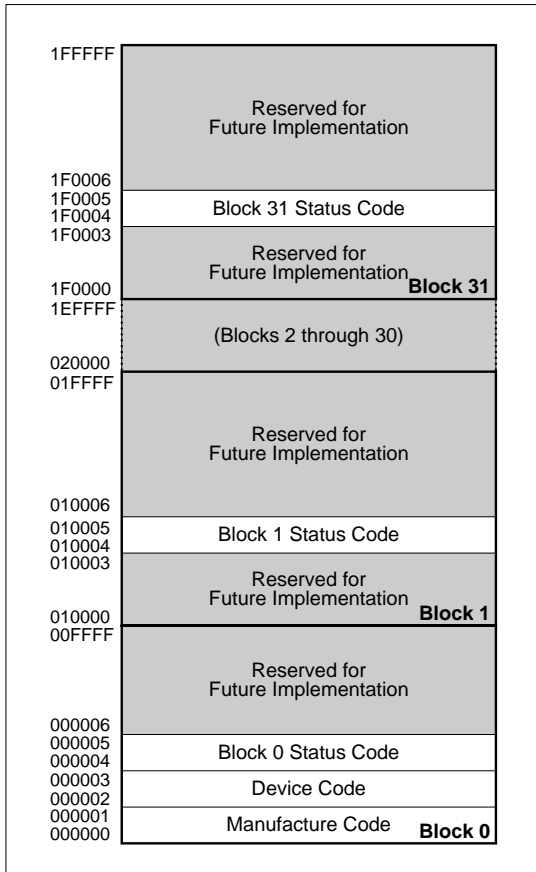 1FFFFF
Reserved for
Future Implementation
1F0006
1F0005
Block 31 Status Code
1F0004
1F0003
Reserved for
Future Implementation
Block 31
1F0000
1EFFFF
(Blocks 2 through 30)
020000
01FFFF
Reserved for
Future Implementation
010006
010005
Block 1 Status Code
010004
010003
Reserved for
Future Implementation
Block 1
010000
00FFFF
Reserved for
Future Implementation
000006
000005
Block 0 Status Code
000004
000003
Device Code
000002
000001
Manufacture Code
Block 0
000000